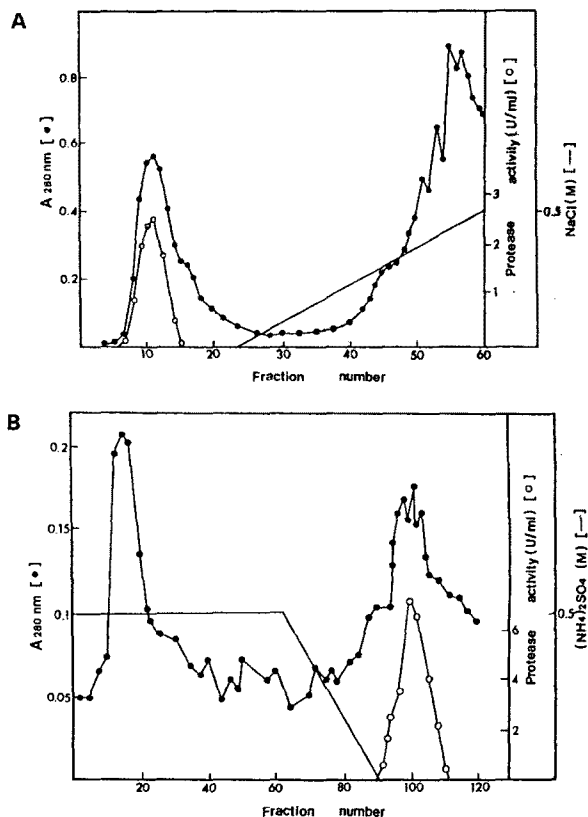 A
0.8
0.6
0.4
0.2
A 280 nm [●]
10
20
30
40
50
60
Fraction number
3
2
1
Protease activity (U/ml) [○]
0.5
NaCl (M) [—]
B
0.2
0.15
0.1
0.05
A 280 nm [●]
20
40
60
80
100
120
Fraction number
6
4
2
Protease activity (U/ml) [○]
0.5
(NH4)2SO4 (M) [—]